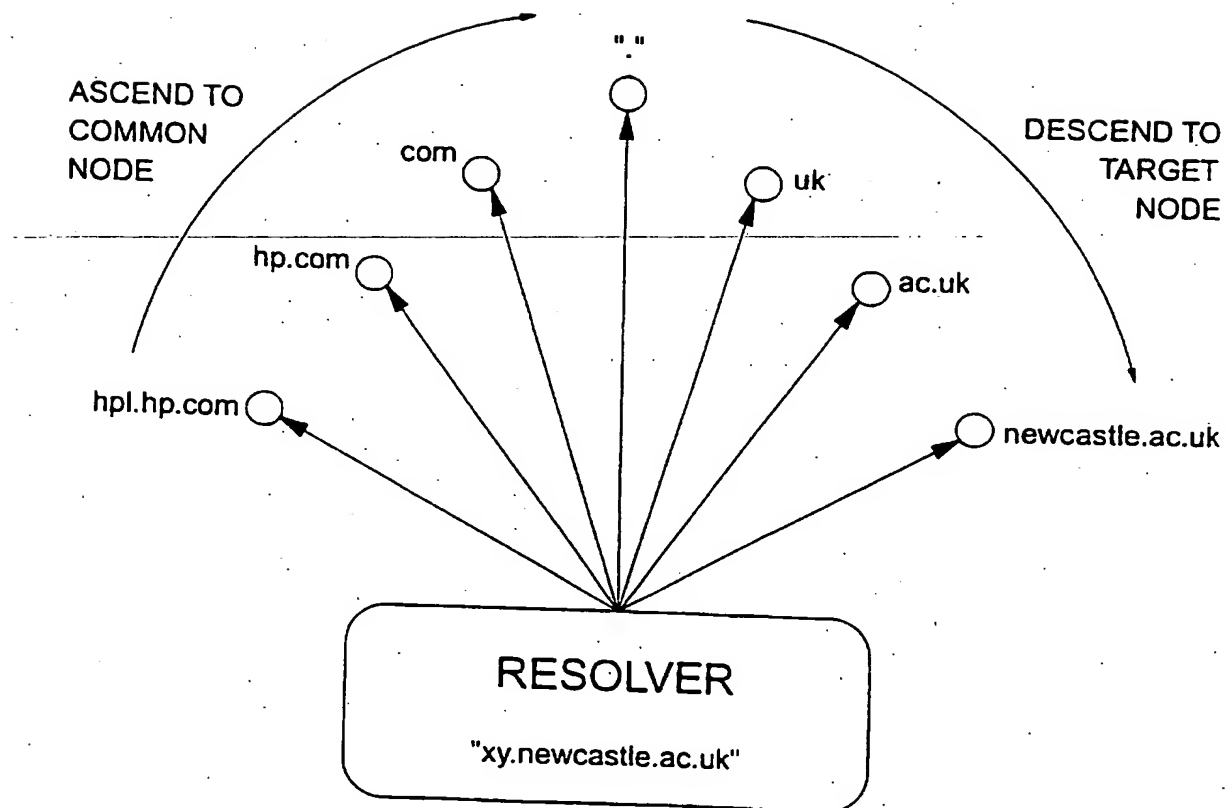 "."
ASCEND TO
COMMON
NODE
DESCEND TO
TARGET
NODE
com
uk
hp.com
ac.uk
hpl.hp.com
newcastle.ac.uk
RESOLVER
"xy.newcastle.ac.uk"